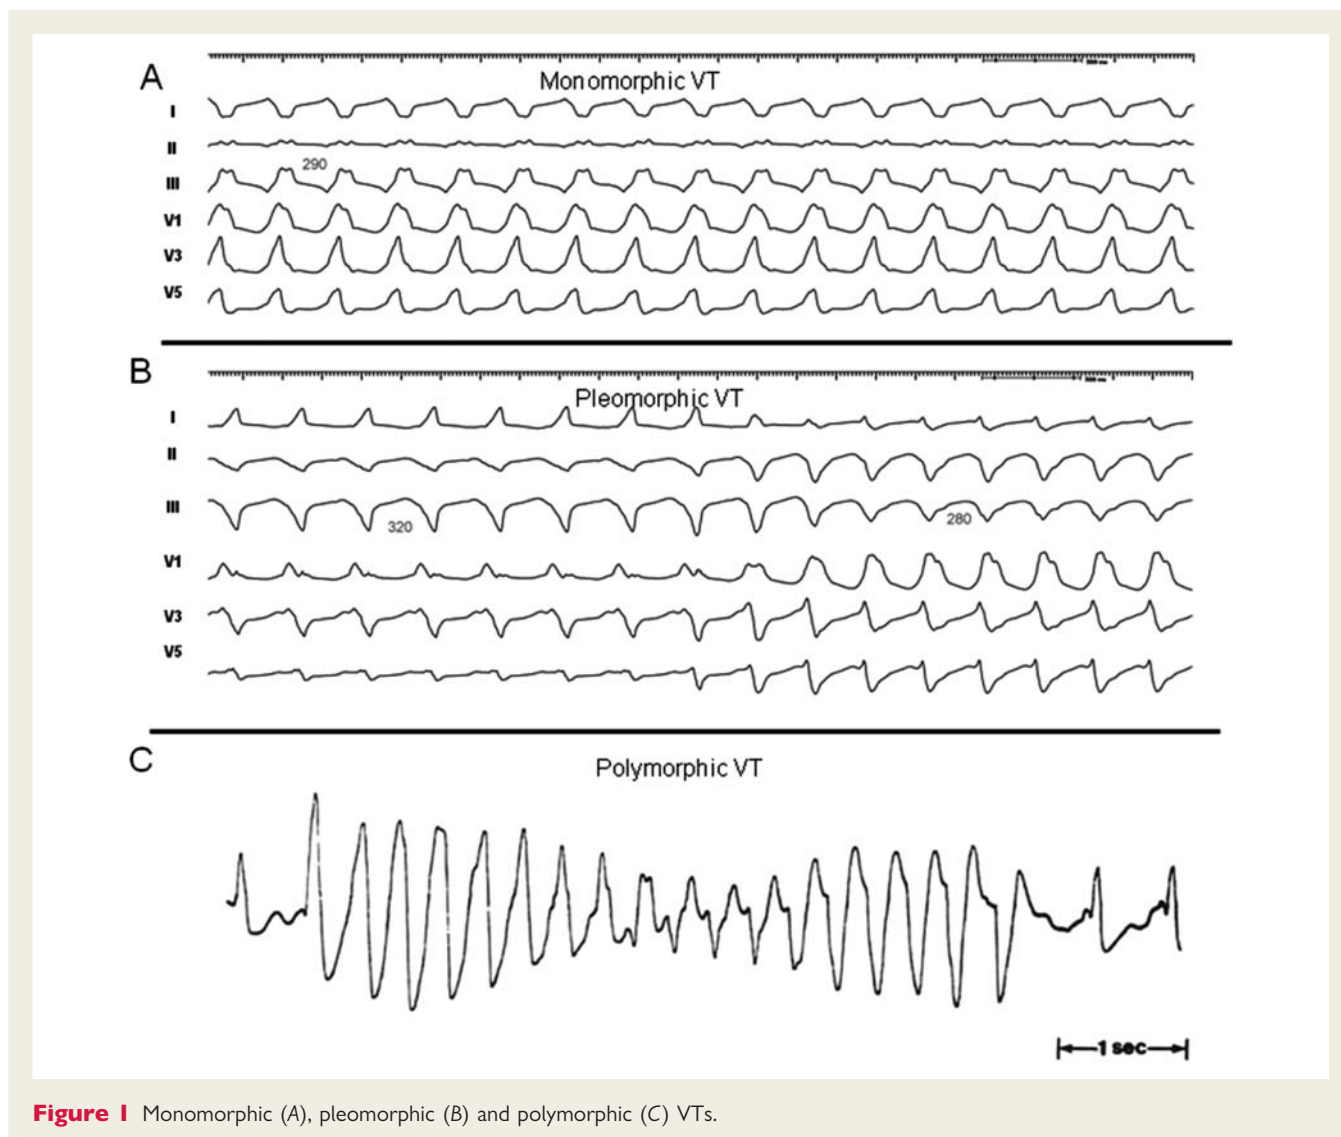 A
Monomorphic VT
I
II
290
III
V1
V3
V5
B
Pleomorphic VT
I
II
III
320
280
V1
V3
V5
C
Polymorphic VT
1 sec
Figure 1 Monomorphic (A), pleomorphic (B) and polymorphic (C) VTs.